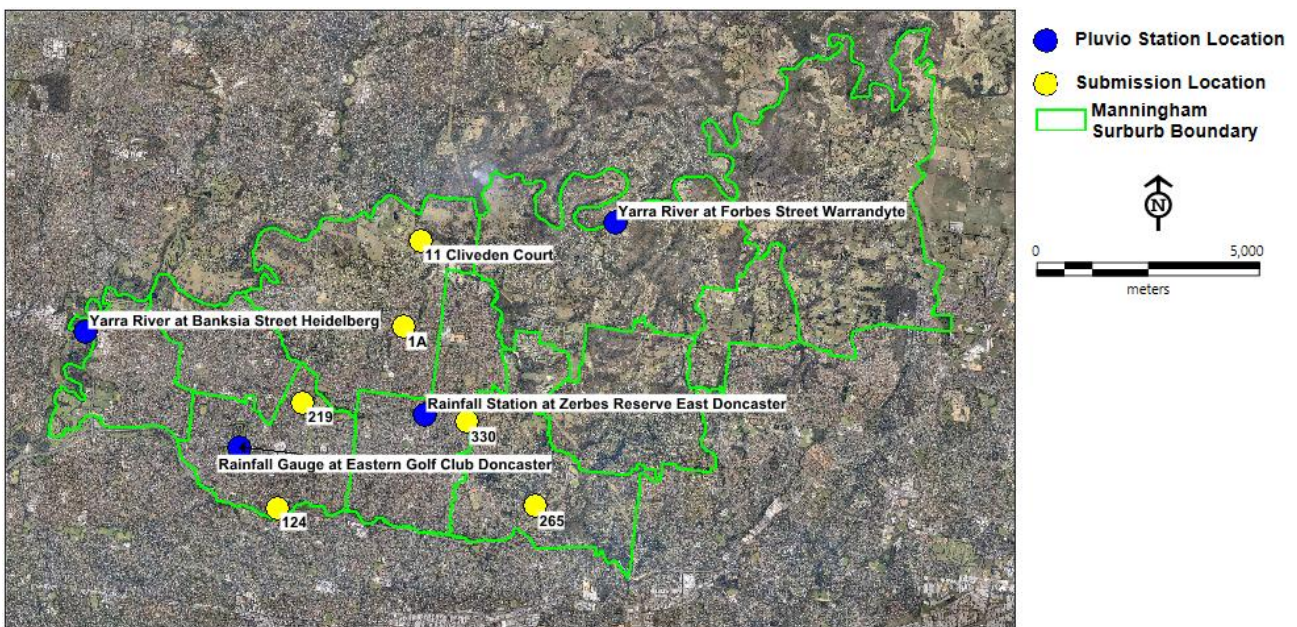 Pluvio Station Location
Submission Location
Manningham
Surburb Boundary
N
0 5,000
meters
Yarra River at Forbes Street Warrandyte
11 Cliveden Court
Yarra River at Banksia Street Heidelberg
1A
Rainfall Station at Zerbes Reserve East Doncaster
219
330
Rainfall Gauge at Eastern Golf Club Doncaster
124
265